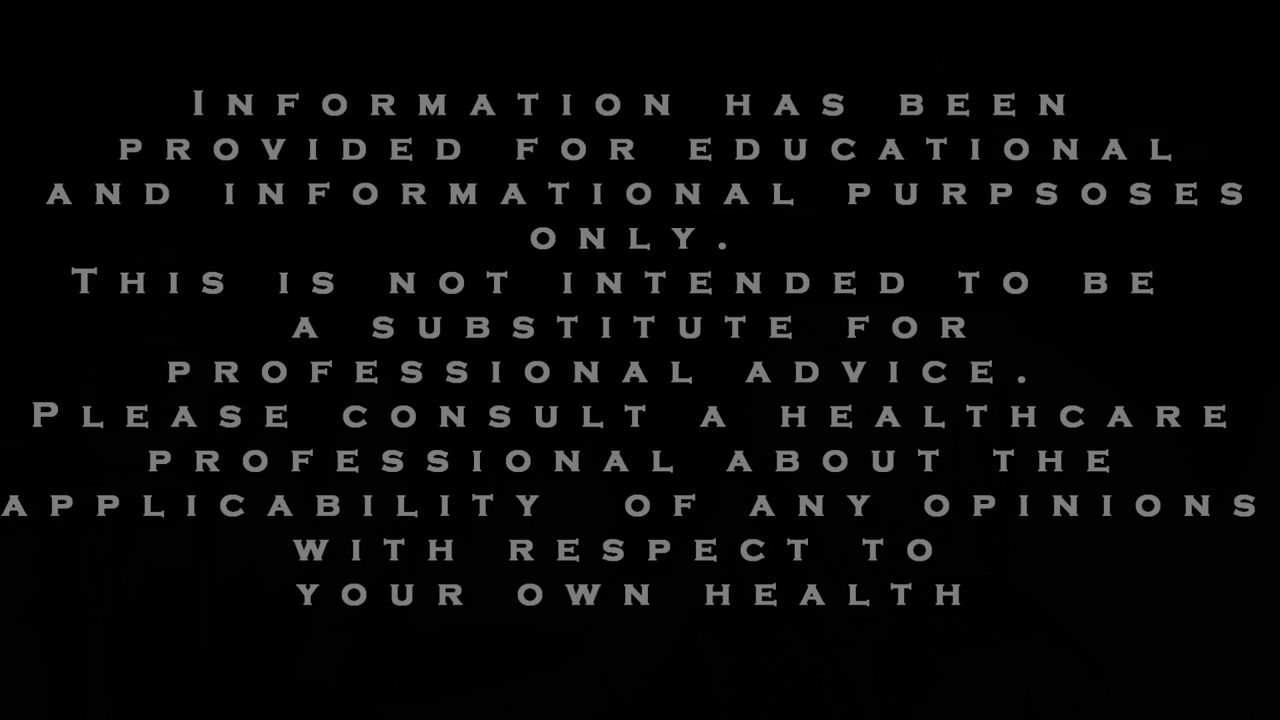 Information has been
provided for educational
and informational purpsoses
only.
This is not intended to be
a substitute for
professional advice.
Please consult a healthcare
professional about the
applicability of any opinions
with respect to
your own health